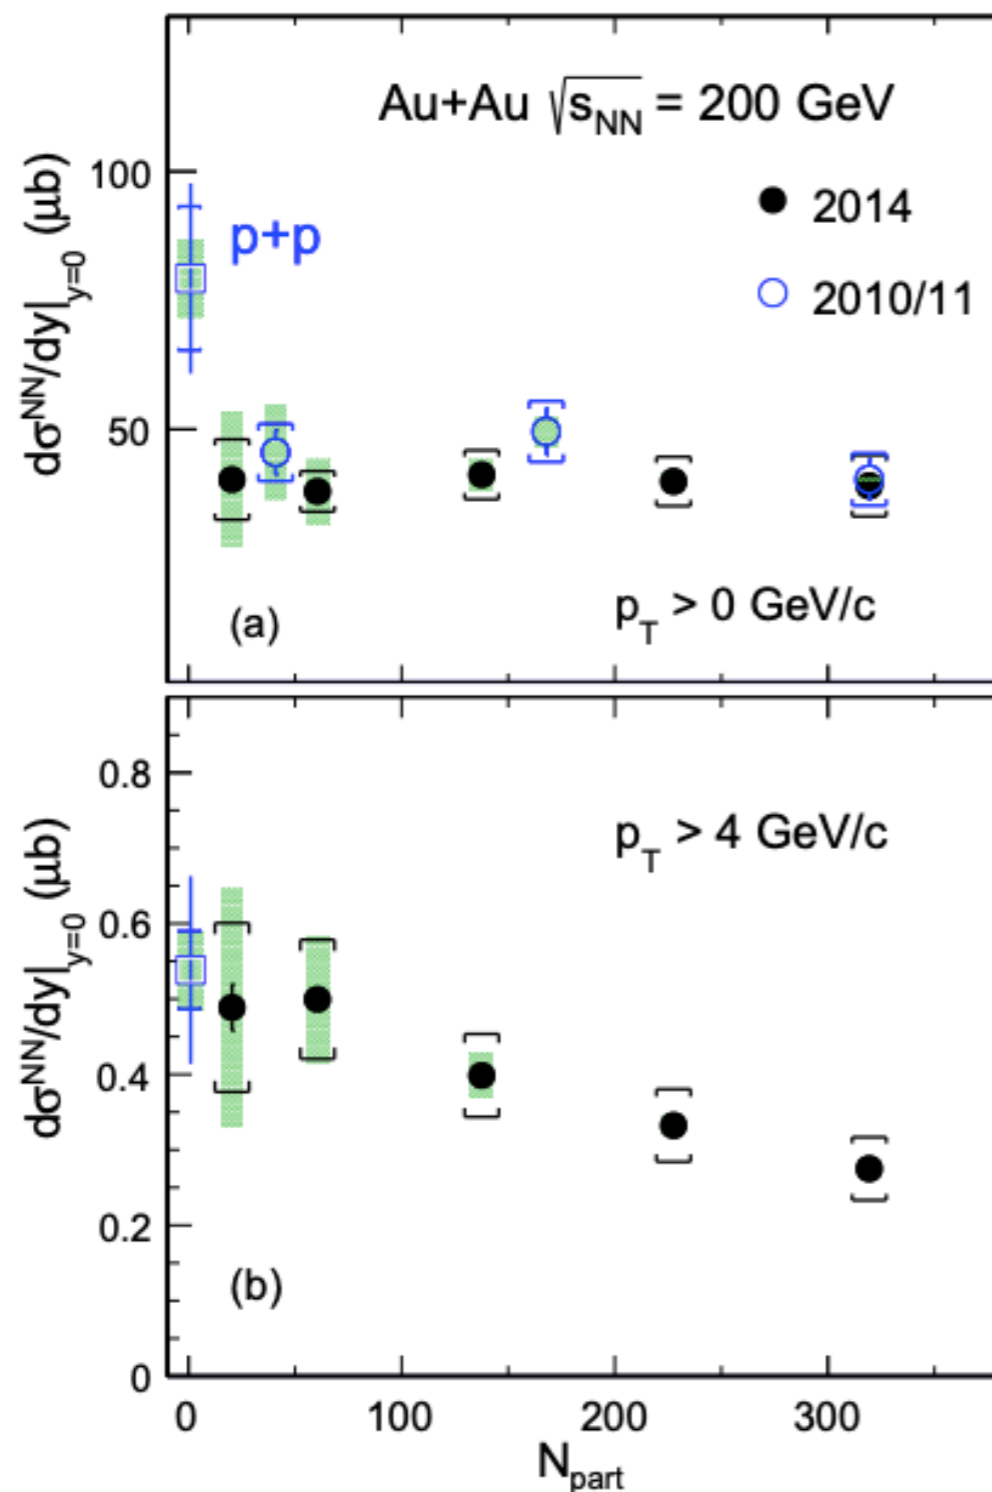 Au+Au √sNN = 200 GeV
100
p+p
2014
2010/11
dσNN/dy|y=0 (μb)
50
(a)
pT > 0 GeV/c
0.8
pT > 4 GeV/c
0.6
dσNN/dy|y=0 (μb)
0.4
0.2
(b)
0
0 100 200 300
Npart